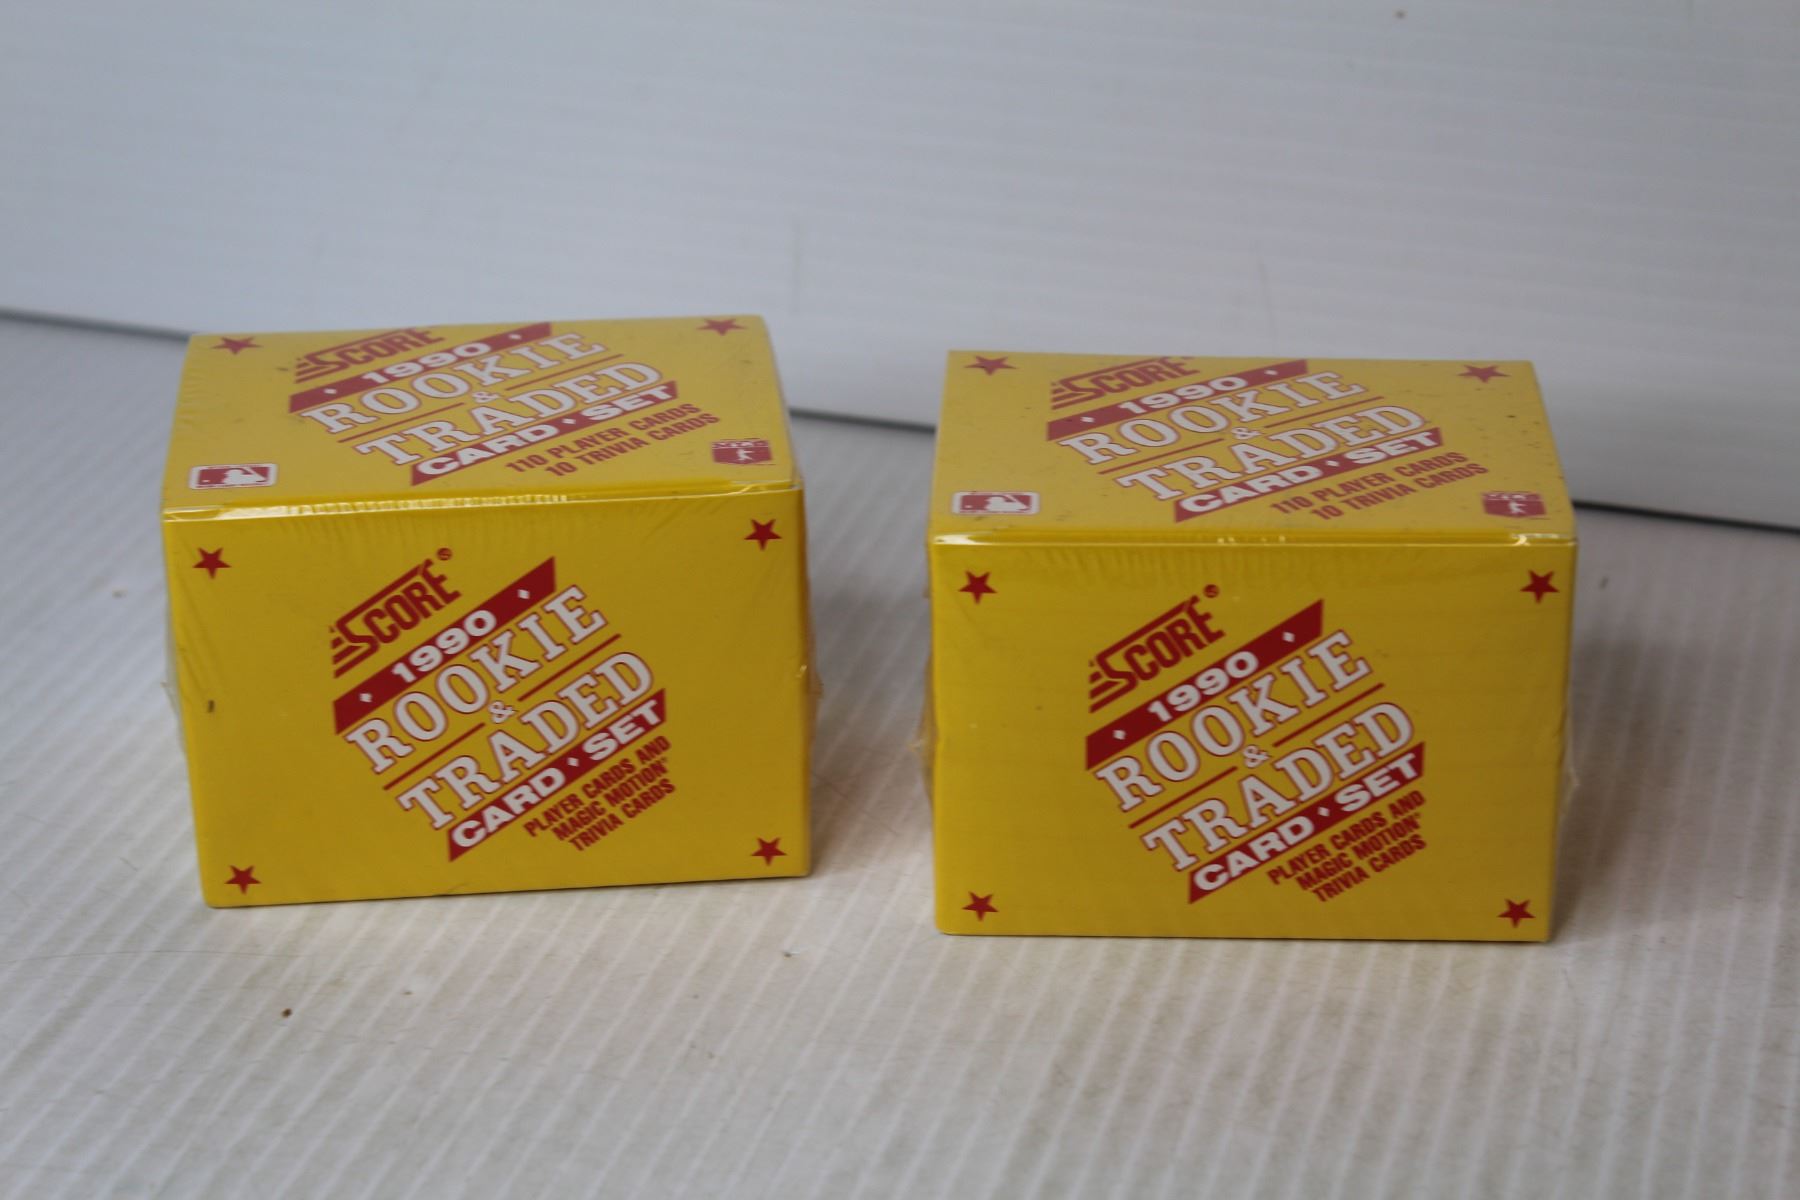 SCORE
1990
ROOKIE
&
TRADED
CARD • SET
110 PLAYER CARDS
10 TRIVIA CARDS
SCORE®
1990
ROOKIE
&
TRADED
CARD • SET
PLAYER CARDS AND
MAGIC MOTION®
TRIVIA CARDS
SCORE
1990
ROOKIE
&
TRADED
CARD • SET
110 PLAYER CARDS
10 TRIVIA CARDS
SCORE®
1990
ROOKIE
&
TRADED
CARD • SET
PLAYER CARDS AND
MAGIC MOTION®
TRIVIA CARDS